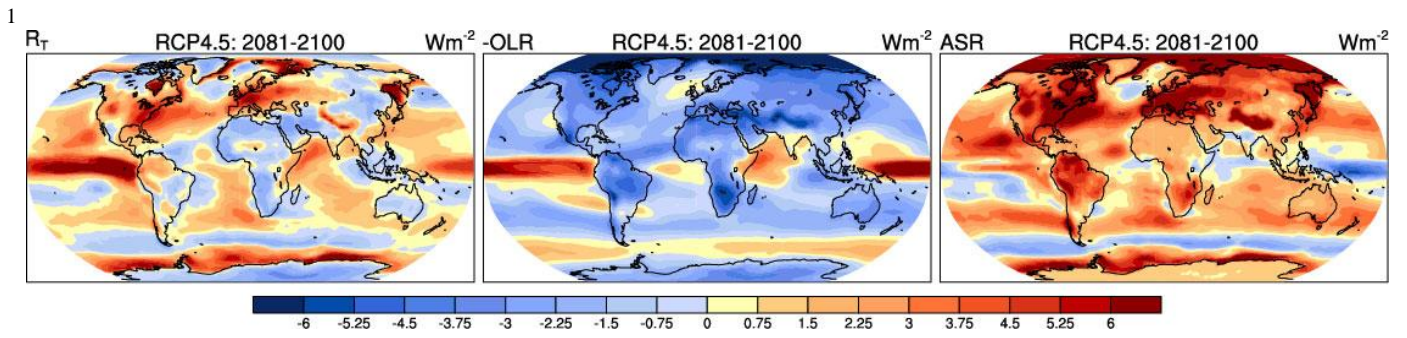 1
R_T RCP4.5: 2081-2100 Wm⁻² -OLR RCP4.5: 2081-2100 Wm⁻² ASR RCP4.5: 2081-2100 Wm⁻²
-6 -5.25 -4.5 -3.75 -3 -2.25 -1.5 -0.75 0 0.75 1.5 2.25 3 3.75 4.5 5.25 6